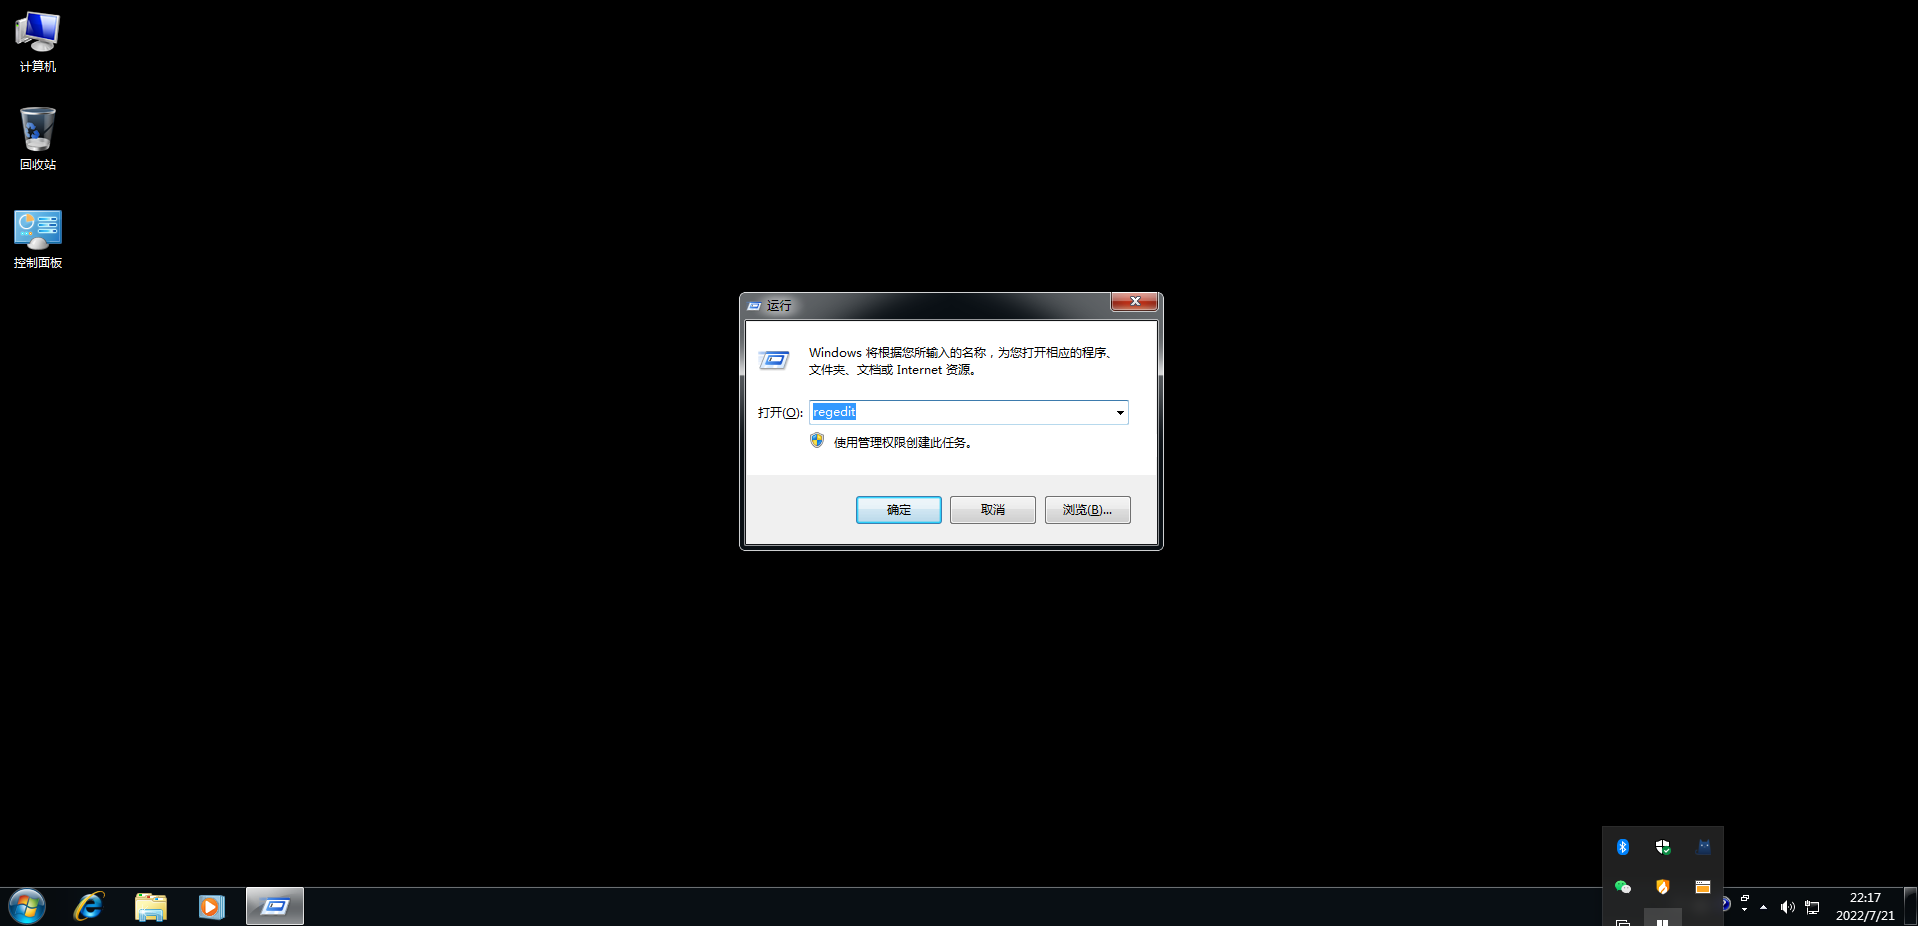 计算机
回收站
控制面板
运行
Windows 将根据您所输入的名称，为您打开相应的程序、
文件夹、文档或 Internet 资源。
打开(O): regedit
使用管理权限创建此任务。
确定 取消 浏览(B)...
22:17
2022/7/21